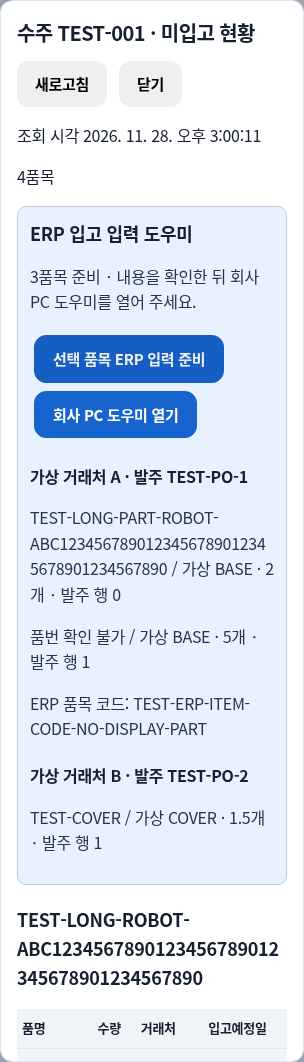 수주 TEST-001 · 미입고 현황
새로고침 닫기
조회 시각 2026. 11. 28. 오후 3:00:11
4품목
ERP 입고 입력 도우미
3품목 준비 · 내용을 확인한 뒤 회사
PC 도우미를 열어 주세요.
선택 품목 ERP 입력 준비
회사 PC 도우미 열기
가상 거래처 A · 발주 TEST-PO-1
TEST-LONG-PART-ROBOT-
ABC123456789012345678901234
5678901234567890 / 가상 BASE · 2
개 · 발주 행 0
품번 확인 불가 / 가상 BASE · 5개 ·
발주 행 1
ERP 품목 코드: TEST-ERP-ITEM-
CODE-NO-DISPLAY-PART
가상 거래처 B · 발주 TEST-PO-2
TEST-COVER / 가상 COVER · 1.5개
· 발주 행 1
TEST-LONG-ROBOT-
ABC1234567890123456789012
345678901234567890
품명 수량 거래처 입고예정일